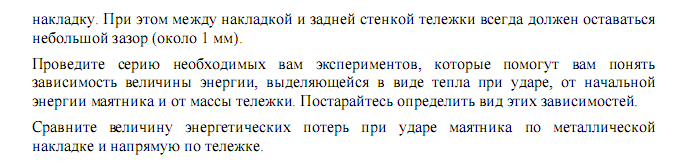 накладку. При этом между накладкой и задней стенкой тележки всегда должен оставаться
небольшой зазор (около 1 мм).
Проведите серию необходимых вам экспериментов, которые помогут вам понять
зависимость величины энергии, выделяющейся в виде тепла при ударе, от начальной
энергии маятника и от массы тележки. Постарайтесь определить вид этих зависимостей.
Сравните величину энергетических потерь при ударе маятника по металлической
накладке и напрямую по тележке.